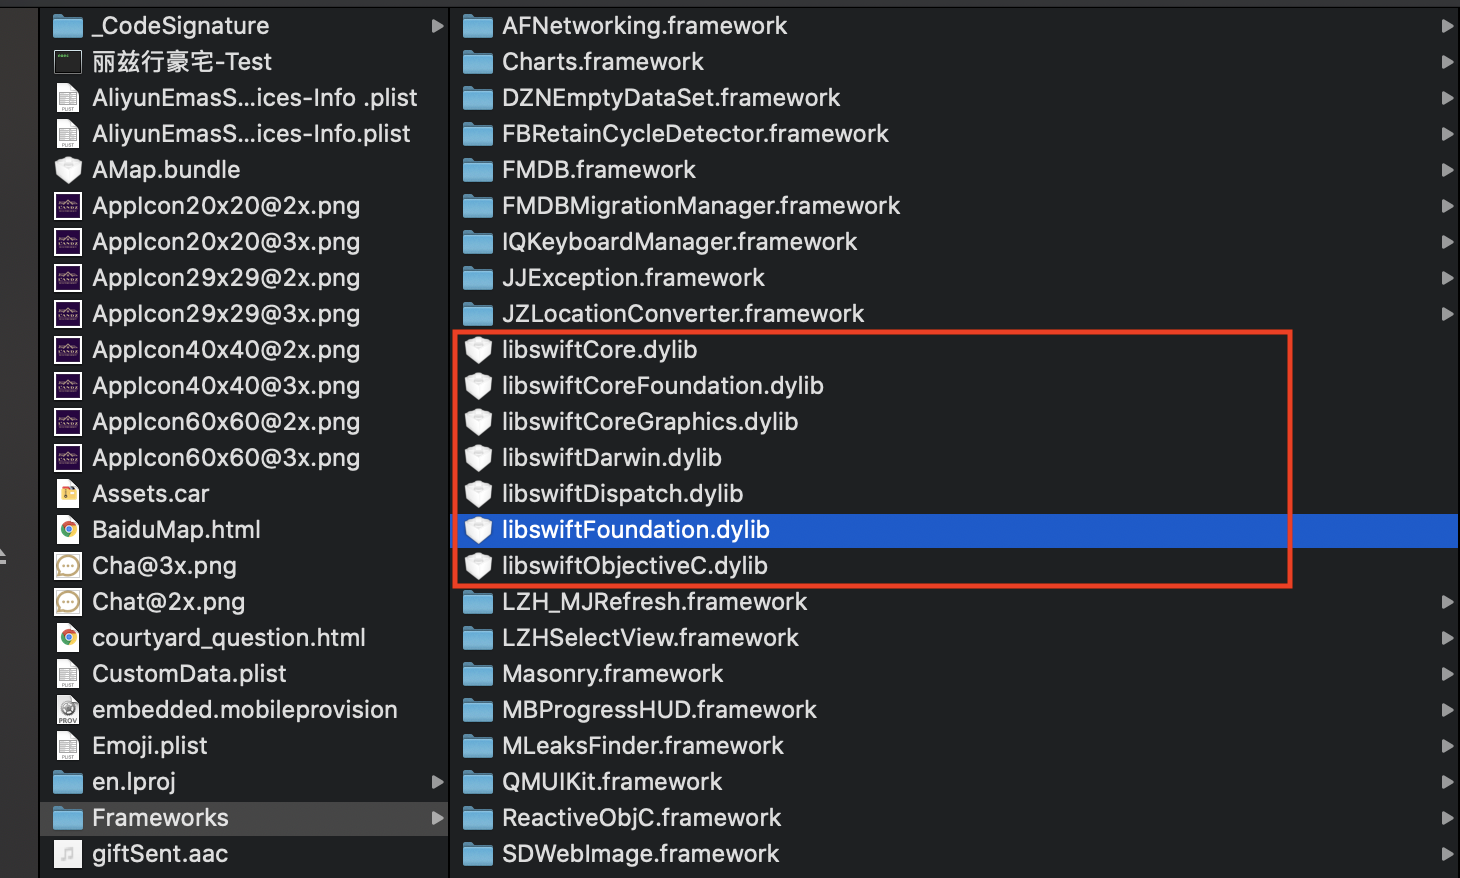 _CodeSignature
丽兹行豪宅-Test
AliyunEmasS...ices-Info .plist
AliyunEmasS...ices-Info.plist
AMap.bundle
AppIcon20x20@2x.png
AppIcon20x20@3x.png
AppIcon29x29@2x.png
AppIcon29x29@3x.png
AppIcon40x40@2x.png
AppIcon40x40@3x.png
AppIcon60x60@2x.png
AppIcon60x60@3x.png
Assets.car
BaiduMap.html
Cha@3x.png
Chat@2x.png
courtyard_question.html
CustomData.plist
embedded.mobileprovision
Emoji.plist
en.lproj
Frameworks
giftSent.aac
AFNetworking.framework
Charts.framework
DZNEmptyDataSet.framework
FBRetainCycleDetector.framework
FMDB.framework
FMDBMigrationManager.framework
IQKeyboardManager.framework
JJException.framework
JZLocationConverter.framework
libswiftCore.dylib
libswiftCoreFoundation.dylib
libswiftCoreGraphics.dylib
libswiftDarwin.dylib
libswiftDispatch.dylib
libswiftFoundation.dylib
libswiftObjectiveC.dylib
LZH_MJRefresh.framework
LZHSelectView.framework
Masonry.framework
MBProgressHUD.framework
MLeaksFinder.framework
QMUIKit.framework
ReactiveObjC.framework
SDWebImage.framework